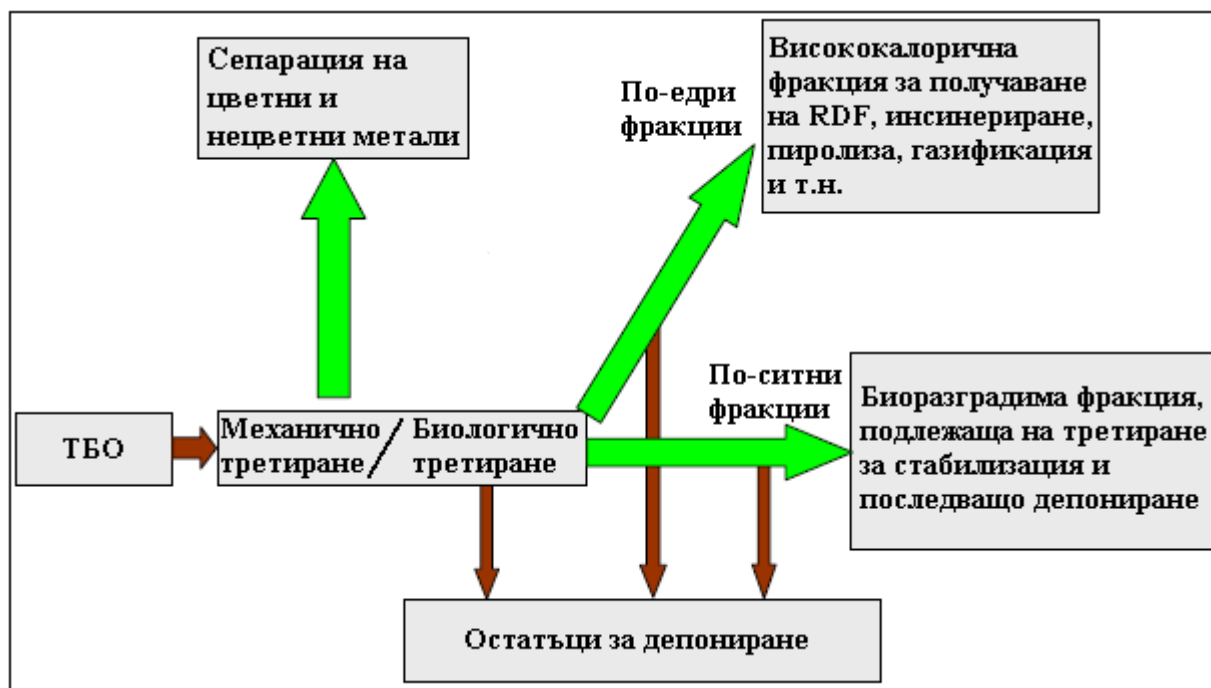 Сепарация на
цветни и
нецветни метали
По-едри
фракции
Висококалорична
фракция за получаване
на RDF, инсинериране,
пиролиза, газификация
и т.н.
ТБО
Механично / Биологично
третиране / третиране
По-ситни
фракции
Биоразградима фракция,
подлежаща на третиране
за стабилизация и
последващо депониране
Остатъци за депониране